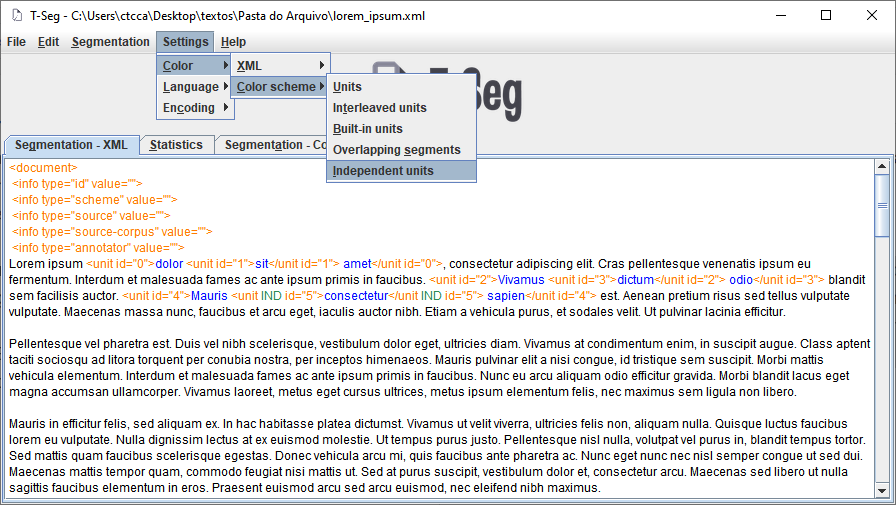 T-Seg - C:\Users\ctcca\Desktop\textos\Pasta do Arquivo\lorem_ipsum.xml
File Edit Segmentation Settings Help
Color
Language
Encoding
XML
Color scheme
Units
Interleaved units
Built-in units
Overlapping segments
Independent units
Seg
Segmentation - XML Statistics Segmentation - Co
<document>
<info type="id" value="">
<info type="scheme" value="">
<info type="source" value="">
<info type="source-corpus" value="">
<info type="annotator" value="">
Lorem ipsum <unit id="0">dolor <unit id="1">sit</unit id="1"> amet</unit id="0">, consectetur adipiscing elit. Cras pellentesque venenatis ipsum eu
fermentum. Interdum et malesuada fames ac ante ipsum primis in faucibus. <unit id="2">Vivamus <unit id="3">dictum</unit id="2"> odio</unit id="3"> blandit
sem facilisis auctor. <unit id="4">Mauris <unit IND id="5">consectetur</unit IND id="5"> sapien</unit id="4"> est. Aenean pretium risus sed tellus vulputate
vulputate. Maecenas massa nunc, faucibus et arcu eget, iaculis auctor nibh. Etiam a vehicula purus, et sodales velit. Ut pulvinar lacinia efficitur.
Pellentesque vel pharetra est. Duis vel nibh scelerisque, vestibulum dolor eget, ultricies diam. Vivamus at condimentum enim, in suscipit augue. Class aptent
taciti sociosqu ad litora torquent per conubia nostra, per inceptos himenaeos. Mauris pulvinar elit a nisi congue, id tristique sem suscipit. Morbi mattis
vehicula elementum. Interdum et malesuada fames ac ante ipsum primis in faucibus. Nunc eu arcu aliquam odio efficitur gravida. Morbi blandit lacus eget
magna accumsan ullamcorper. Vivamus laoreet, metus eget cursus ultrices, metus ipsum elementum felis, nec maximus sem ligula non libero.
Mauris in efficitur felis, sed aliquam ex. In hac habitasse platea dictumst. Vivamus ut velit viverra, ultricies felis non, aliquam nulla. Quisque luctus faucibus
lorem eu vulputate. Nulla dignissim lectus at ex euismod molestie. Ut tempus purus justo. Pellentesque nisl nulla, volutpat vel purus in, blandit tempus tortor.
Sed mattis quam faucibus scelerisque egestas. Donec vehicula arcu mi, quis faucibus ante pharetra ac. Nunc eget nunc nec nisl semper congue ut sed dui.
Maecenas mattis tempor quam, commodo feugiat nisi mattis ut. Sed at purus suscipit, vestibulum dolor et, consectetur arcu. Maecenas sed libero ut nulla
sagittis faucibus elementum in eros. Praesent euismod arcu sed arcu euismod, nec eleifend nibh maximus.